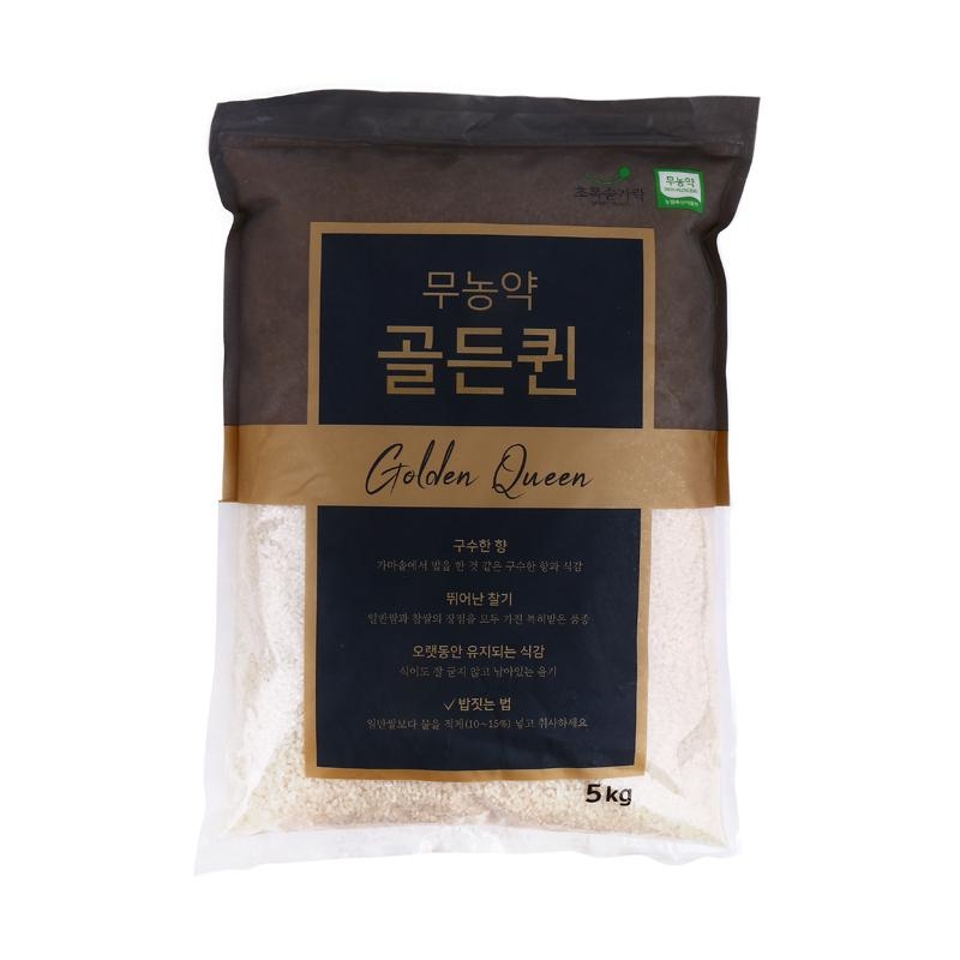 초록숟가락
무농약
무농약
골든퀸
Golden Queen
구수한 향
가마솥에서 밥을 한 것 같은 구수한 향과 식감
뛰어난 찰기
일반쌀과 찹쌀의 장점을 모두 가진 특허받은 품종
오랫동안 유지되는 식감
식어도 잘 굳지 않고 남아있는 윤기
✓밥짓는 법
일반쌀보다 물을 적게(10~15%) 넣고 취사하세요
5kg